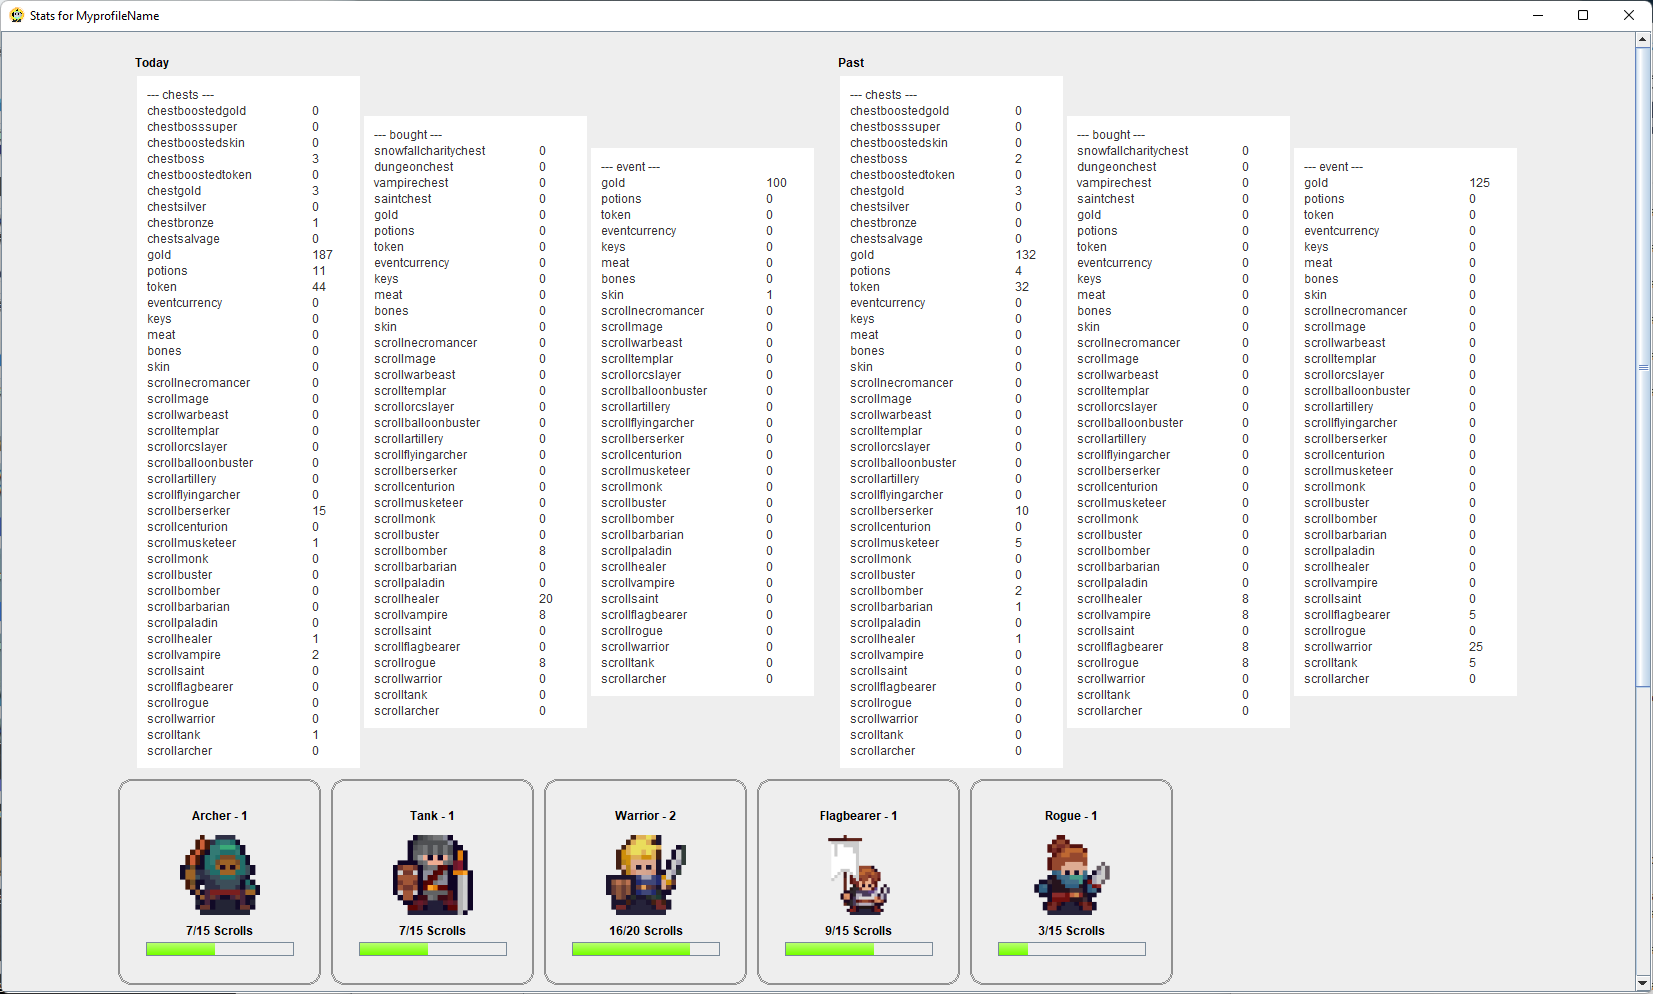 Stats for MyprofileName
Today
--- chests ---
chestboostedgold 0
chestbosssuper 0
chestboostedskin 0
chestboss 3
chestboostedtoken 0
chestgold 3
chestsilver 0
chestbronze 1
chestsalvage 0
gold 187
potions 11
token 44
eventcurrency 0
keys 0
meat 0
bones 0
skin 0
scrollnecromancer 0
scrollmage 0
scrollwarbeast 0
scrolltemplar 0
scrollorcslayer 0
scrollballoonbuster 0
scrollartillery 0
scrollflyingarcher 0
scrollberserker 15
scrollcenturion 0
scrollmusketeer 1
scrollmonk 0
scrollbuster 0
scrollbomber 0
scrollbarbarian 0
scrollpaladin 0
scrollhealer 1
scrollvampire 2
scrollsaint 0
scrollflagbearer 0
scrollrogue 0
scrollwarrior 0
scrolltank 1
scrollarcher 0
--- bought ---
snowfallcharitychest 0
dungeonchest 0
vampirechest 0
saintchest 0
gold 0
potions 0
token 0
eventcurrency 0
keys 0
meat 0
bones 0
skin 0
scrollnecromancer 0
scrollmage 0
scrollwarbeast 0
scrolltemplar 0
scrollorcslayer 0
scrollballoonbuster 0
scrollartillery 0
scrollflyingarcher 0
scrollberserker 0
scrollcenturion 0
scrollmusketeer 0
scrollmonk 0
scrollbuster 0
scrollbomber 8
scrollbarbarian 0
scrollpaladin 0
scrollhealer 20
scrollvampire 8
scrollsaint 0
scrollflagbearer 0
scrollrogue 8
scrollwarrior 0
scrolltank 0
scrollarcher 0
--- event ---
gold 100
potions 0
token 0
eventcurrency 0
keys 0
meat 0
bones 0
skin 1
scrollnecromancer 0
scrollmage 0
scrollwarbeast 0
scrolltemplar 0
scrollorcslayer 0
scrollballoonbuster 0
scrollartillery 0
scrollflyingarcher 0
scrollberserker 0
scrollcenturion 0
scrollmusketeer 0
scrollmonk 0
scrollbuster 0
scrollbomber 0
scrollbarbarian 0
scrollpaladin 0
scrollhealer 0
scrollvampire 0
scrollsaint 0
scrollflagbearer 0
scrollrogue 0
scrollwarrior 0
scrolltank 0
scrollarcher 0
Past
--- chests ---
chestboostedgold 0
chestbosssuper 0
chestboostedskin 0
chestboss 2
chestboostedtoken 0
chestgold 3
chestsilver 0
chestbronze 0
chestsalvage 0
gold 132
potions 4
token 32
eventcurrency 0
keys 0
meat 0
bones 0
skin 0
scrollnecromancer 0
scrollmage 0
scrollwarbeast 0
scrolltemplar 0
scrollorcslayer 0
scrollballoonbuster 0
scrollartillery 0
scrollflyingarcher 0
scrollberserker 10
scrollcenturion 0
scrollmusketeer 5
scrollmonk 0
scrollbuster 0
scrollbomber 2
scrollbarbarian 1
scrollpaladin 0
scrollhealer 1
scrollvampire 0
scrollsaint 0
scrollflagbearer 0
scrollrogue 0
scrollwarrior 0
scrolltank 0
scrollarcher 0
--- bought ---
snowfallcharitychest 0
dungeonchest 0
vampirechest 0
saintchest 0
gold 0
potions 0
token 0
eventcurrency 0
keys 0
meat 0
bones 0
skin 0
scrollnecromancer 0
scrollmage 0
scrollwarbeast 0
scrolltemplar 0
scrollorcslayer 0
scrollballoonbuster 0
scrollartillery 0
scrollflyingarcher 0
scrollberserker 0
scrollcenturion 0
scrollmusketeer 0
scrollmonk 0
scrollbuster 0
scrollbomber 0
scrollbarbarian 0
scrollpaladin 0
scrollhealer 8
scrollvampire 8
scrollsaint 0
scrollflagbearer 8
scrollrogue 8
scrollwarrior 0
scrolltank 0
scrollarcher 0
--- event ---
gold 125
potions 0
token 0
eventcurrency 0
keys 0
meat 0
bones 0
skin 0
scrollnecromancer 0
scrollmage 0
scrollwarbeast 0
scrolltemplar 0
scrollorcslayer 0
scrollballoonbuster 0
scrollartillery 0
scrollflyingarcher 0
scrollberserker 0
scrollcenturion 0
scrollmusketeer 0
scrollmonk 0
scrollbuster 0
scrollbomber 0
scrollbarbarian 0
scrollpaladin 0
scrollhealer 0
scrollvampire 0
scrollsaint 0
scrollflagbearer 5
scrollrogue 0
scrollwarrior 25
scrolltank 5
scrollarcher 0
Archer - 1
7/15 Scrolls
Tank - 1
7/15 Scrolls
Warrior - 2
16/20 Scrolls
Flagbearer - 1
9/15 Scrolls
Rogue - 1
3/15 Scrolls